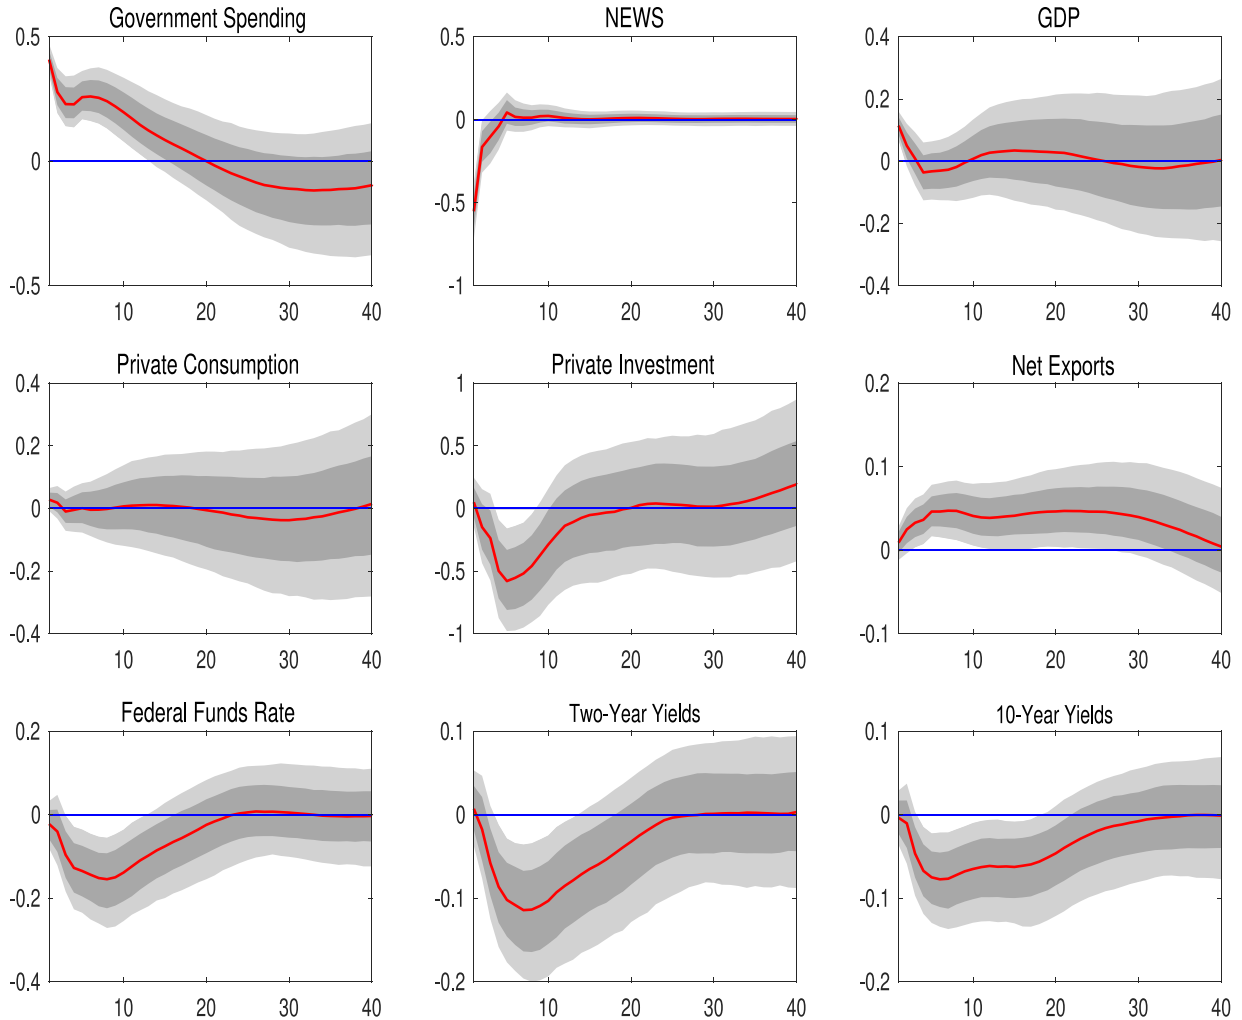 Government Spending
0.5
0
-0.5
10 20 30 40
NEWS
0.5
0
-0.5
-1
10 20 30 40
GDP
0.4
0.2
0
-0.2
-0.4
10 20 30 40
Private Consumption
0.4
0.2
0
-0.2
-0.4
10 20 30 40
Private Investment
1
0.5
0
-0.5
-1
10 20 30 40
Net Exports
0.2
0.1
0
-0.1
10 20 30 40
Federal Funds Rate
0.2
0
-0.2
-0.4
10 20 30 40
Two-Year Yields
0.1
0
-0.1
-0.2
10 20 30 40
10-Year Yields
0.1
0
-0.1
-0.2
10 20 30 40